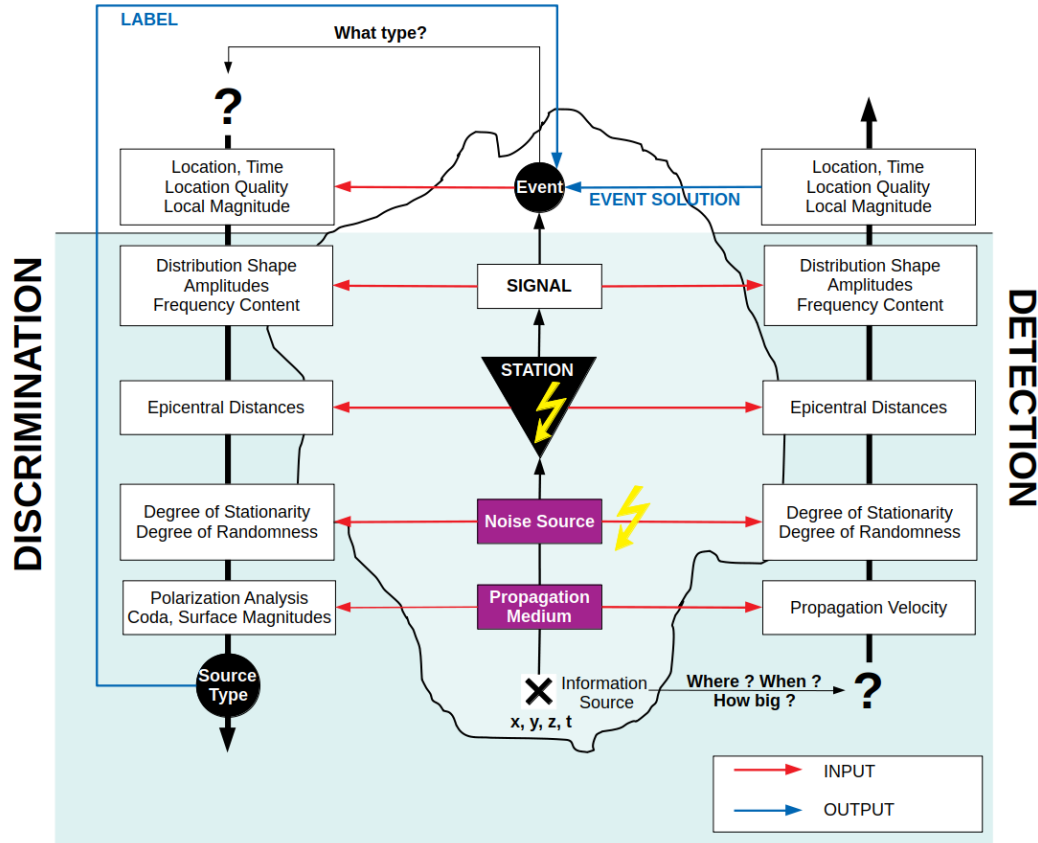 LABEL
What type?
?
Location, Time
Location Quality
Local Magnitude
Event
EVENT SOLUTION
Location, Time
Location Quality
Local Magnitude
DISCRIMINATION
Distribution Shape
Amplitudes
Frequency Content
SIGNAL
Distribution Shape
Amplitudes
Frequency Content
DETECTION
STATION
Epicentral Distances
Epicentral Distances
Degree of Stationarity
Degree of Randomness
Noise Source
Degree of Stationarity
Degree of Randomness
Polarization Analysis
Coda, Surface Magnitudes
Propagation
Medium
Propagation Velocity
Source
Type
Information
Source
x, y, z, t
Where ? When ?
How big ?
?
INPUT
OUTPUT